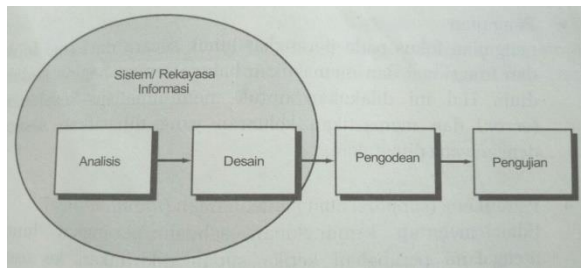 Sistem/ Rekayasa
Informasi
Analisis
Desain
Pengodean
Pengujian